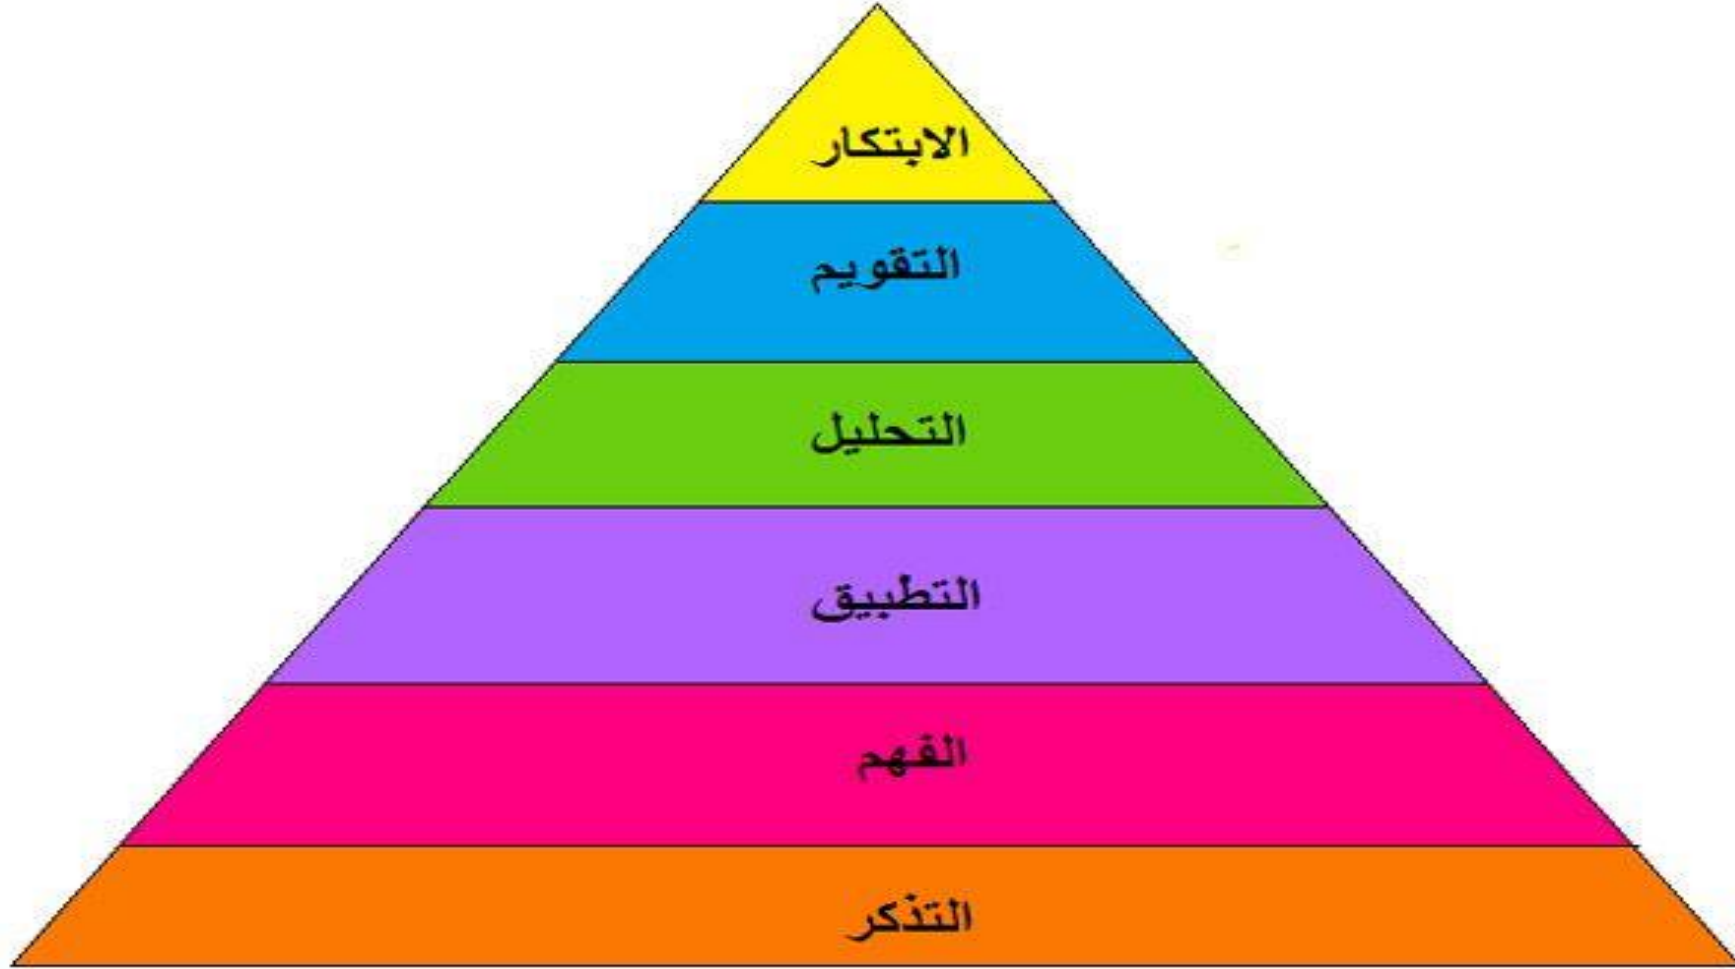 الابتكار
التقويم
التحليل
التطبيق
الفهم
التذكر